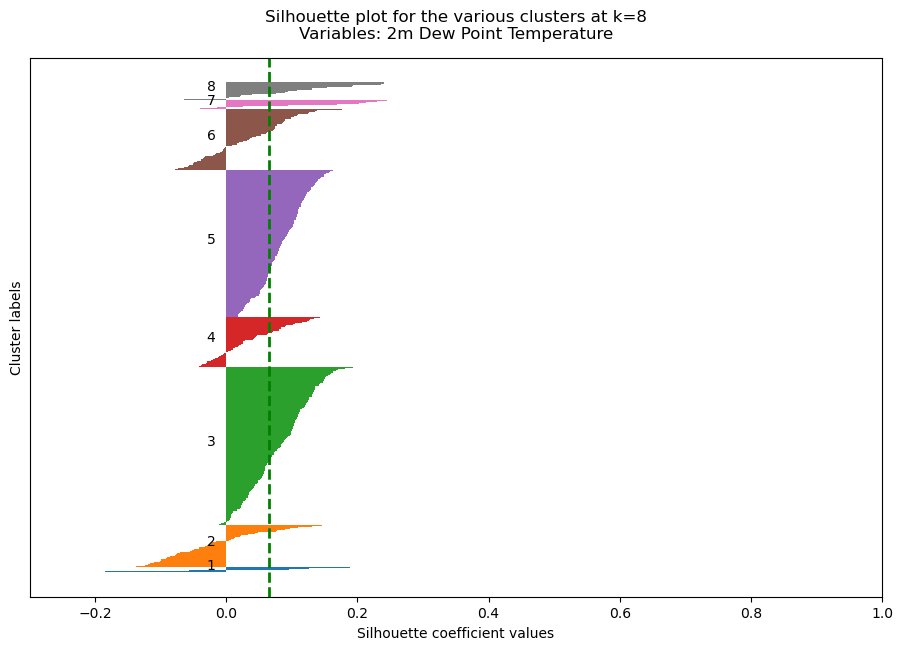 Silhouette plot for the various clusters at k=8
Variables: 2m Dew Point Temperature
8
7
6
5
4
3
2
1
Cluster labels
−0.2 0.0 0.2 0.4 0.6 0.8 1.0
Silhouette coefficient values